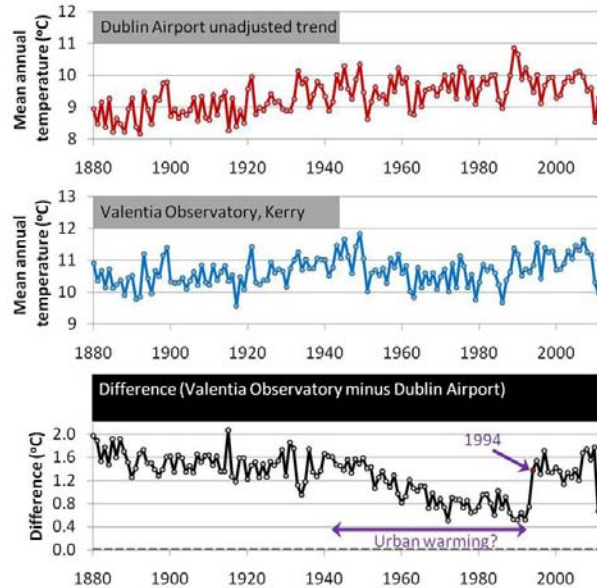 Dublin Airport unadjusted trend
Mean annual
temperature (ºC)
12
11
10
9
8
1880 1900 1920 1940 1960 1980 2000
Valentia Observatory, Kerry
Mean annual
temperature (ºC)
13
12
11
10
9
1880 1900 1920 1940 1960 1980 2000
Difference (Valentia Observatory minus Dublin Airport)
Difference (ºC)
2.0
1.6
1.2
0.8
0.4
0.0
1994
Urban warming?
1880 1900 1920 1940 1960 1980 2000